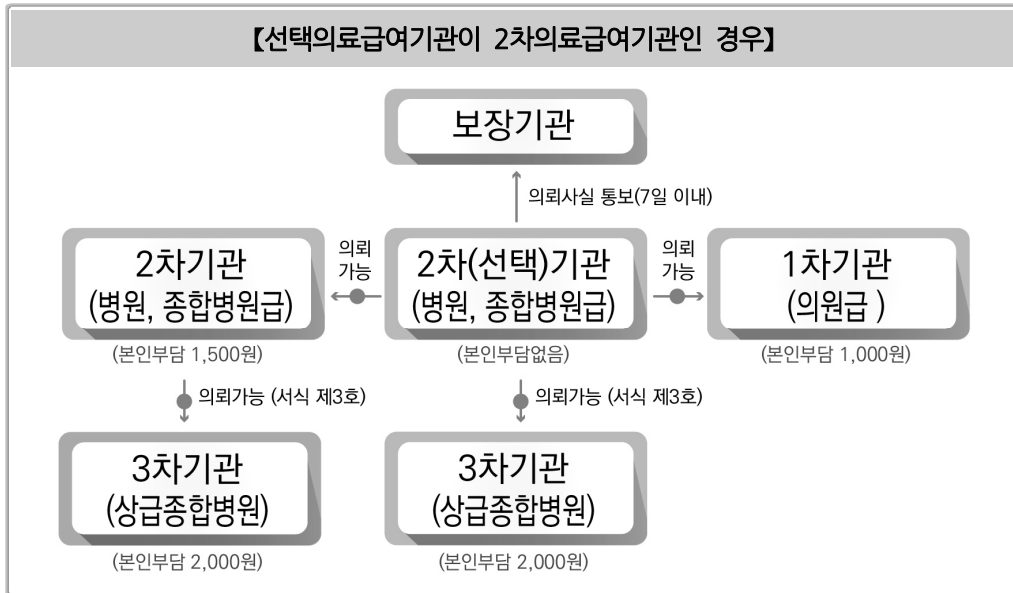 【선택의료급여기관이 2차의료급여기관인 경우】
보장기관
의뢰사실 통보(7일 이내)
2차기관
(병원, 종합병원급)
(본인부담 1,500원)
의뢰
가능
2차(선택)기관
(병원, 종합병원급)
(본인부담없음)
의뢰
가능
1차기관
(의원급 )
(본인부담 1,000원)
의뢰가능 (서식 제3호)
의뢰가능 (서식 제3호)
3차기관
(상급종합병원)
(본인부담 2,000원)
3차기관
(상급종합병원)
(본인부담 2,000원)